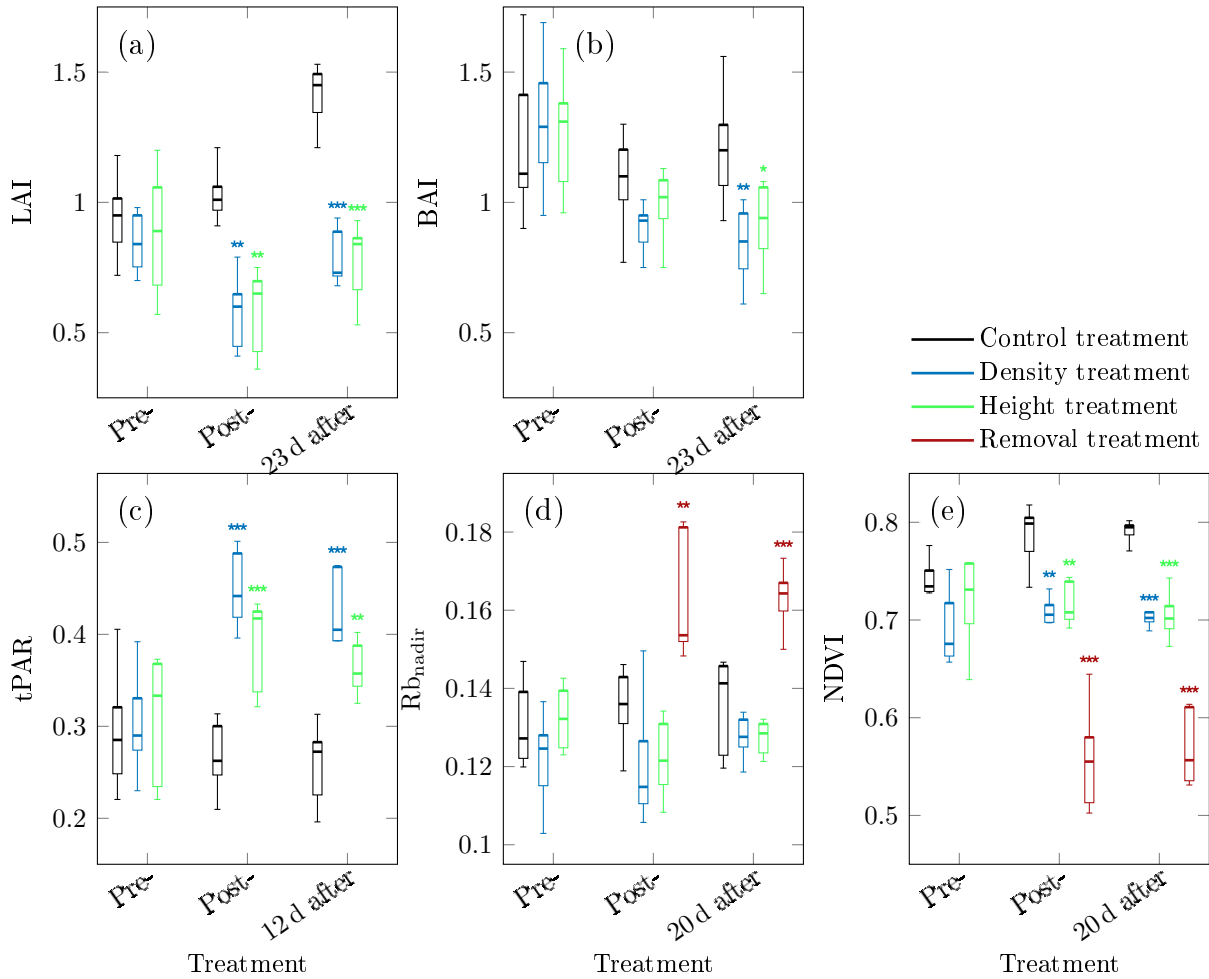 (a)
LAI
1.5
1
0.5
**
**
***
***
Pre-
Post-
23 d after
(b)
BAI
1.5
1
0.5
**
*
Pre-
Post-
23 d after
Control treatment
Density treatment
Height treatment
Removal treatment
(c)
tPAR
0.5
0.4
0.3
0.2
***
***
***
**
Pre-
Post-
12 d after
Treatment
(d)
Rbnadir
0.18
0.16
0.14
0.12
0.1
**
***
Pre-
Post-
20 d after
Treatment
(e)
NDVI
0.8
0.7
0.6
0.5
**
**
***
***
***
***
Pre-
Post-
20 d after
Treatment